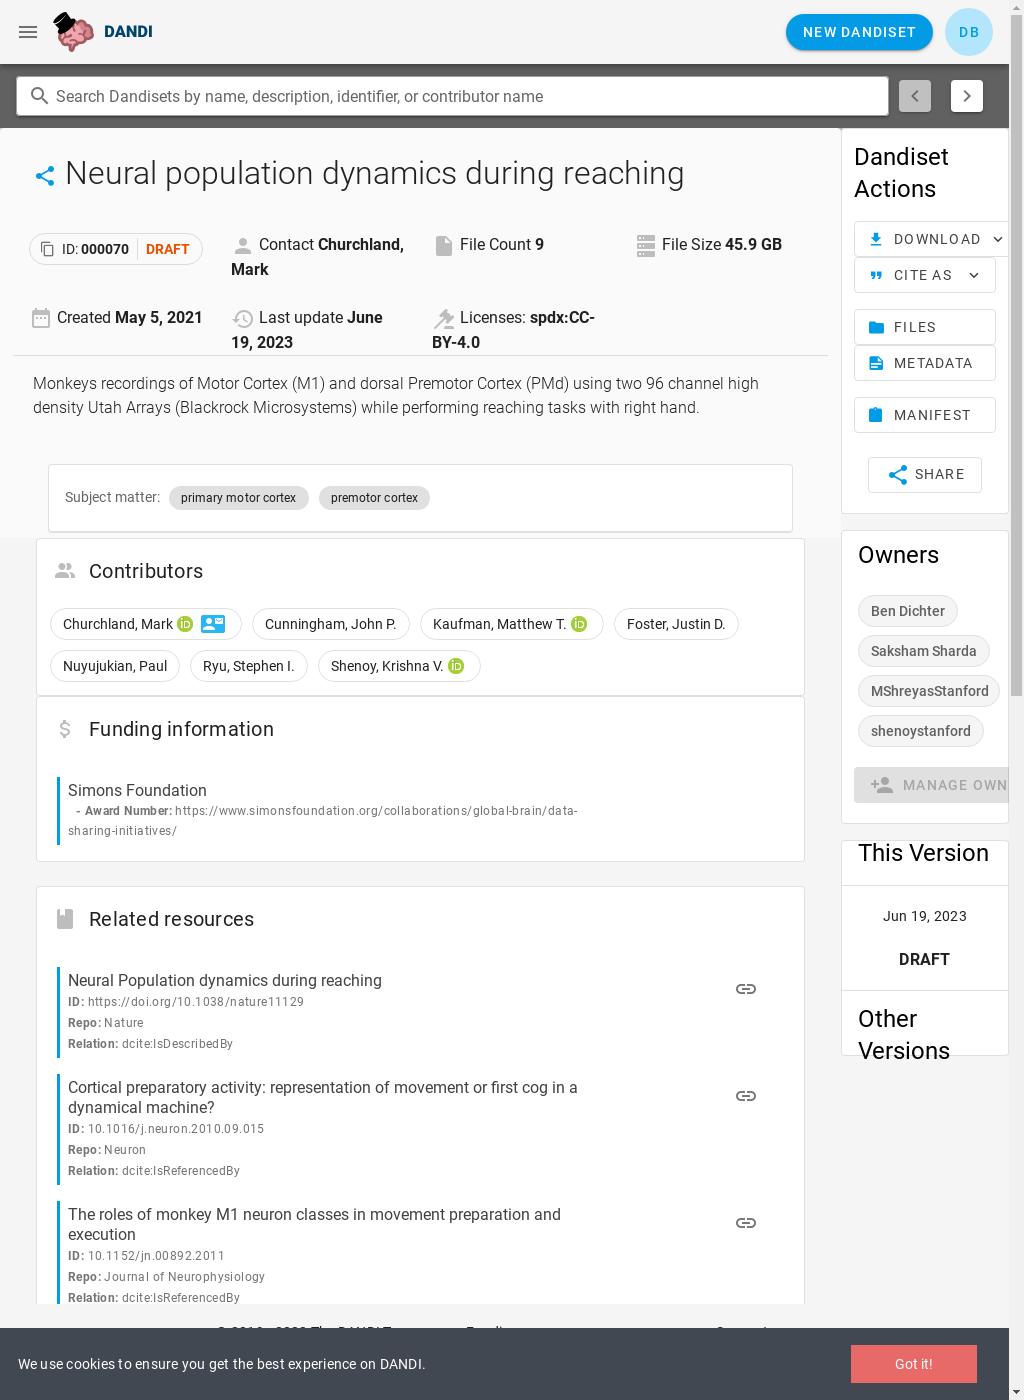 DANDI
NEW DANDISET
DB
Search Dandisets by name, description, identifier, or contributor name
Neural population dynamics during reaching
ID: 000070 DRAFT
Contact Churchland, Mark
File Count 9
File Size 45.9 GB
Created May 5, 2021
Last update June 19, 2023
Licenses: spdx:CC-BY-4.0
Monkeys recordings of Motor Cortex (M1) and dorsal Premotor Cortex (PMd) using two 96 channel high
density Utah Arrays (Blackrock Microsystems) while performing reaching tasks with right hand.
Subject matter: primary motor cortex premotor cortex
Contributors
Churchland, Mark iD Cunningham, John P. Kaufman, Matthew T. iD Foster, Justin D.
Nuyujukian, Paul Ryu, Stephen I. Shenoy, Krishna V. iD
Funding information
Simons Foundation
- Award Number: https://www.simonsfoundation.org/collaborations/global-brain/data-
sharing-initiatives/
Related resources
Neural Population dynamics during reaching
ID: https://doi.org/10.1038/nature11129
Repo: Nature
Relation: dcite:IsDescribedBy
Cortical preparatory activity: representation of movement or first cog in a
dynamical machine?
ID: 10.1016/j.neuron.2010.09.015
Repo: Neuron
Relation: dcite:IsReferencedBy
The roles of monkey M1 neuron classes in movement preparation and
execution
ID: 10.1152/jn.00892.2011
Repo: Journal of Neurophysiology
Relation: dcite:IsReferencedBy
Dandiset
Actions
DOWNLOAD
CITE AS
FILES
METADATA
MANIFEST
SHARE
Owners
Ben Dichter
Saksham Sharda
MShreyasStanford
shenoystanford
MANAGE OWN
This Version
Jun 19, 2023
DRAFT
Other
Versions
We use cookies to ensure you get the best experience on DANDI.
Got it!